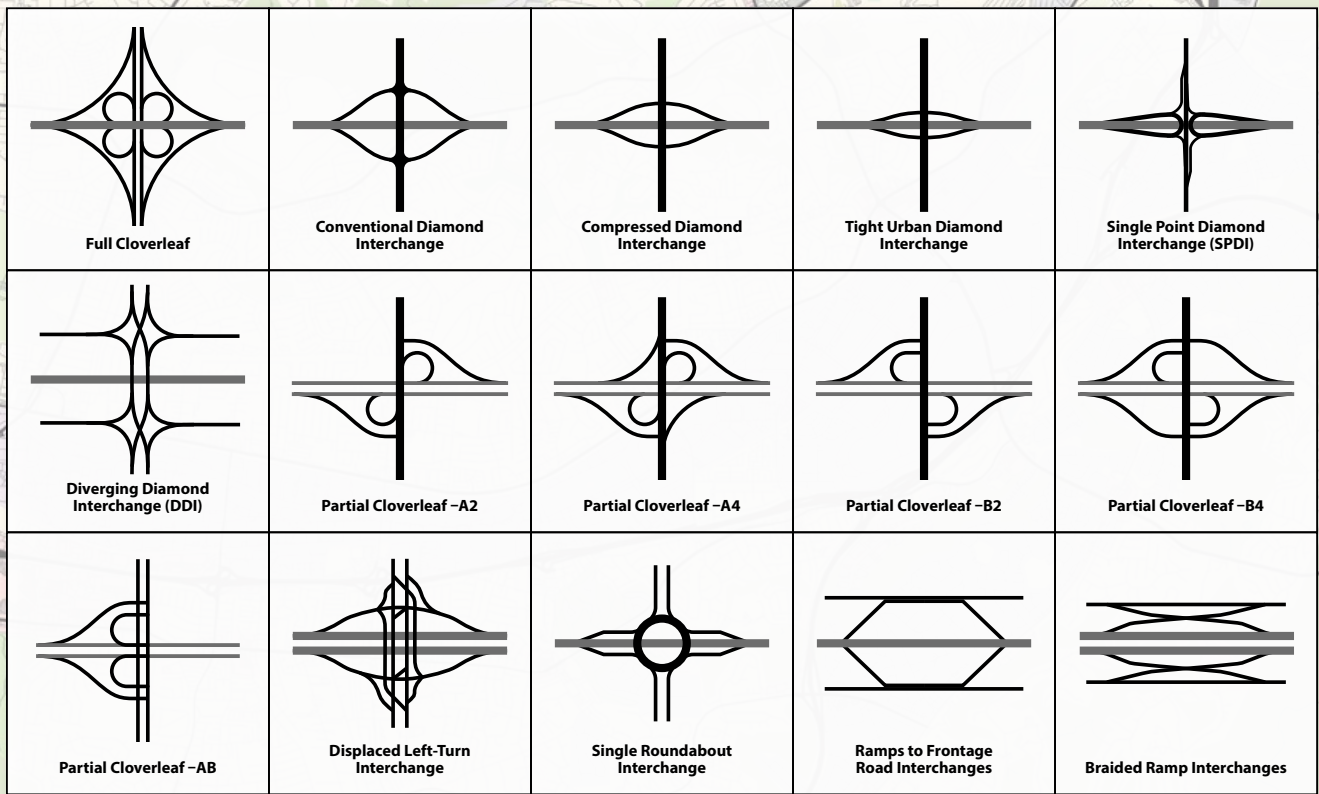 Full Cloverleaf
Conventional Diamond
Interchange
Compressed Diamond
Interchange
Tight Urban Diamond
Interchange
Single Point Diamond
Interchange (SPDI)
Diverging Diamond
Interchange (DDI)
Partial Cloverleaf –A2
Partial Cloverleaf –A4
Partial Cloverleaf –B2
Partial Cloverleaf –B4
Partial Cloverleaf –AB
Displaced Left-Turn
Interchange
Single Roundabout
Interchange
Ramps to Frontage
Road Interchanges
Braided Ramp Interchanges